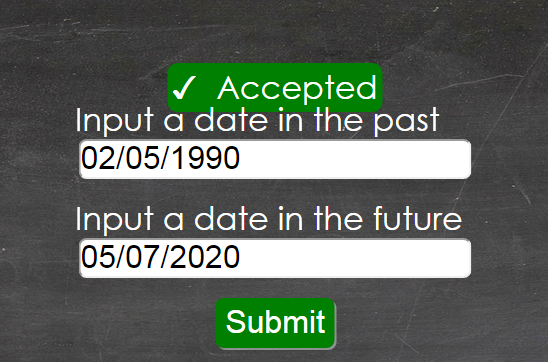 ✓ Accepted
Input a date in the past
02/05/1990
Input a date in the future
05/07/2020
Submit